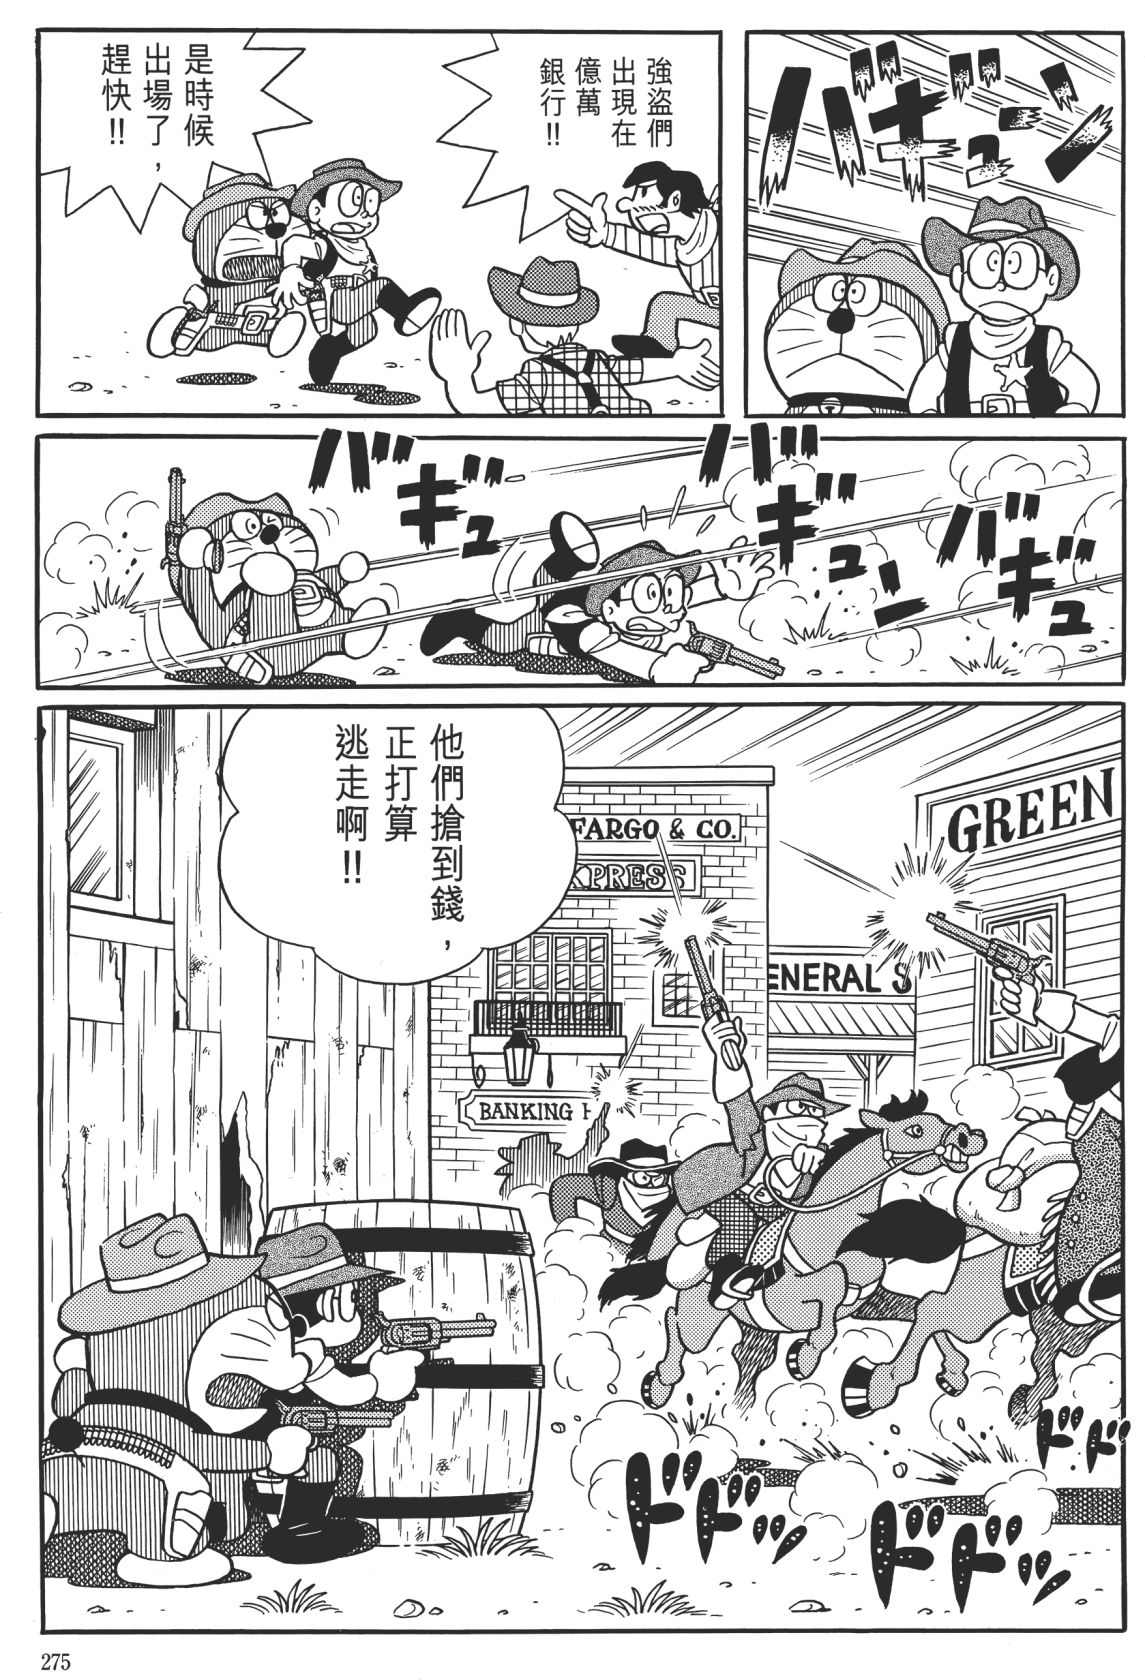 バギューン
強盜們
出現在
億萬
銀行!!
是時候
出場了，
趕快!!
バギュ
バギューン
バギュ
他們搶到錢，
正打算
逃走啊!!
FARGO & CO.
XPRESS
GREEN
ENERAL S
BANKING H
ドド
ドドッ
ドドッ
275